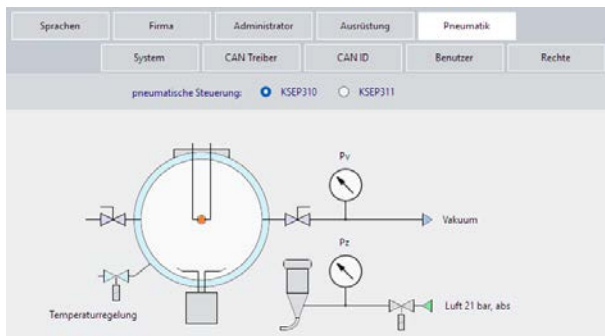 Sprachen Firma Administrator Ausrüstung Pneumatik
System CAN Treiber CAN ID Benutzer Rechte
pneumatische Steuerung: KSEP310 KSEP311
Pv
Vakuum
Pz
Luft 21 bar, abs
Temperaturregelung